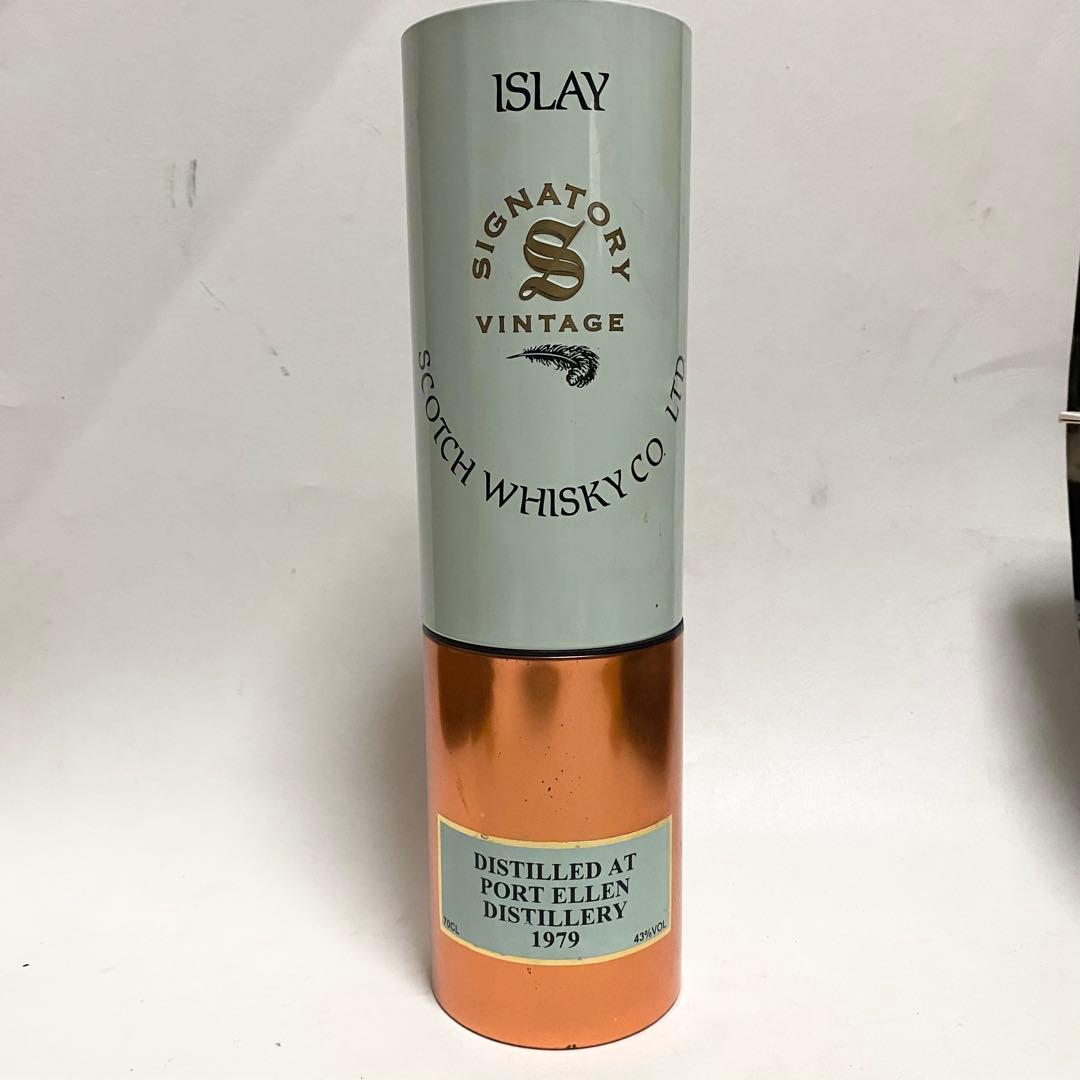 ISLAY
SIGNATORY
S
VINTAGE
SCOTCH WHISKY CO. LTD
DISTILLED AT
PORT ELLEN
DISTILLERY
1979
70CL
43%VOL